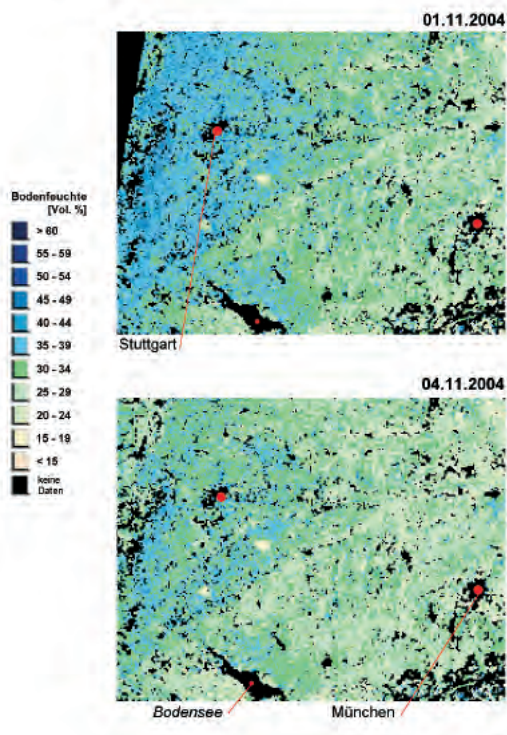 01.11.2004
Bodenfeuchte
[Vol. %]
> 60
55 - 59
50 - 54
45 - 49
40 - 44
35 - 39
30 - 34
25 - 29
20 - 24
15 - 19
< 15
keine
Daten
Stuttgart
04.11.2004
Bodensee
München